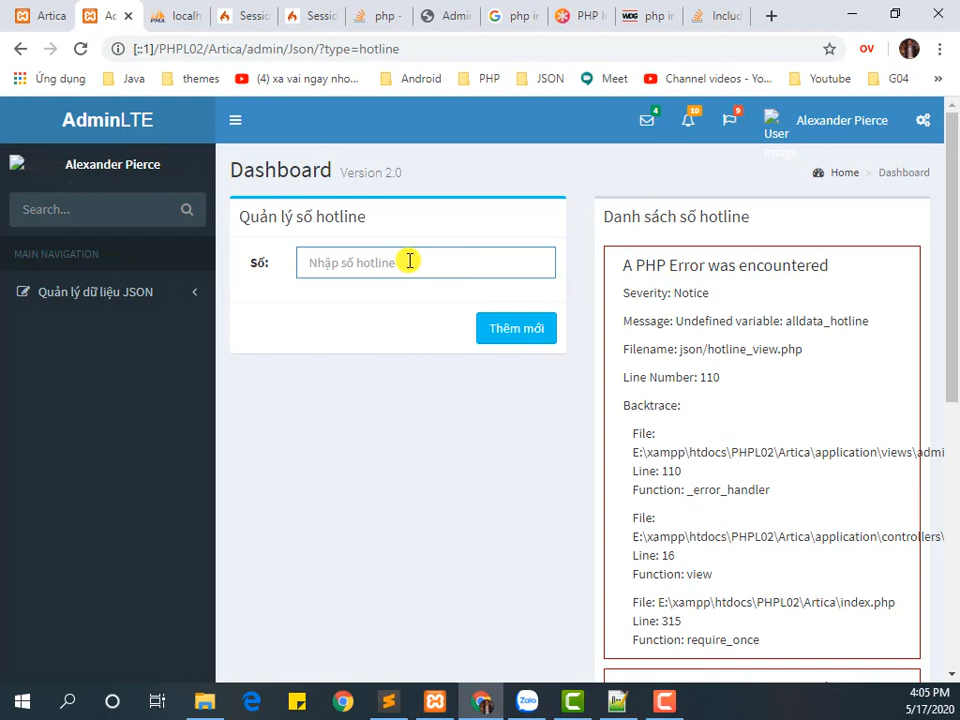 Artica
Ac
localh
Sessic
Sessic
php -
Admir
php ir
PHP I
php ir
Includ
[::1]/PHPL02/Artica/admin/Json/?type=hotline
OV
Ứng dụng
Java
themes
(4) xa vai ngay nho...
Android
PHP
JSON
Meet
Channel videos - Yo...
Youtube
G04
»
AdminLTE
4
10
9
User Image
Alexander Pierce
Alexander Pierce
Dashboard Version 2.0
Home > Dashboard
Search...
Quản lý số hotline
Danh sách số hotline
MAIN NAVIGATION
Số:
Nhập số hotline
Quản lý dữ liệu JSON
Thêm mới
A PHP Error was encountered
Severity: Notice
Message: Undefined variable: alldata_hotline
Filename: json/hotline_view.php
Line Number: 110
Backtrace:
File:
E:\xampp\htdocs\PHPL02\Artica\application\views\admi
Line: 110
Function: _error_handler
File:
E:\xampp\htdocs\PHPL02\Artica\application\controllers\
Line: 16
Function: view
File: E:\xampp\htdocs\PHPL02\Artica\index.php
Line: 315
Function: require_once
Zalo
4:05 PM
5/17/2020